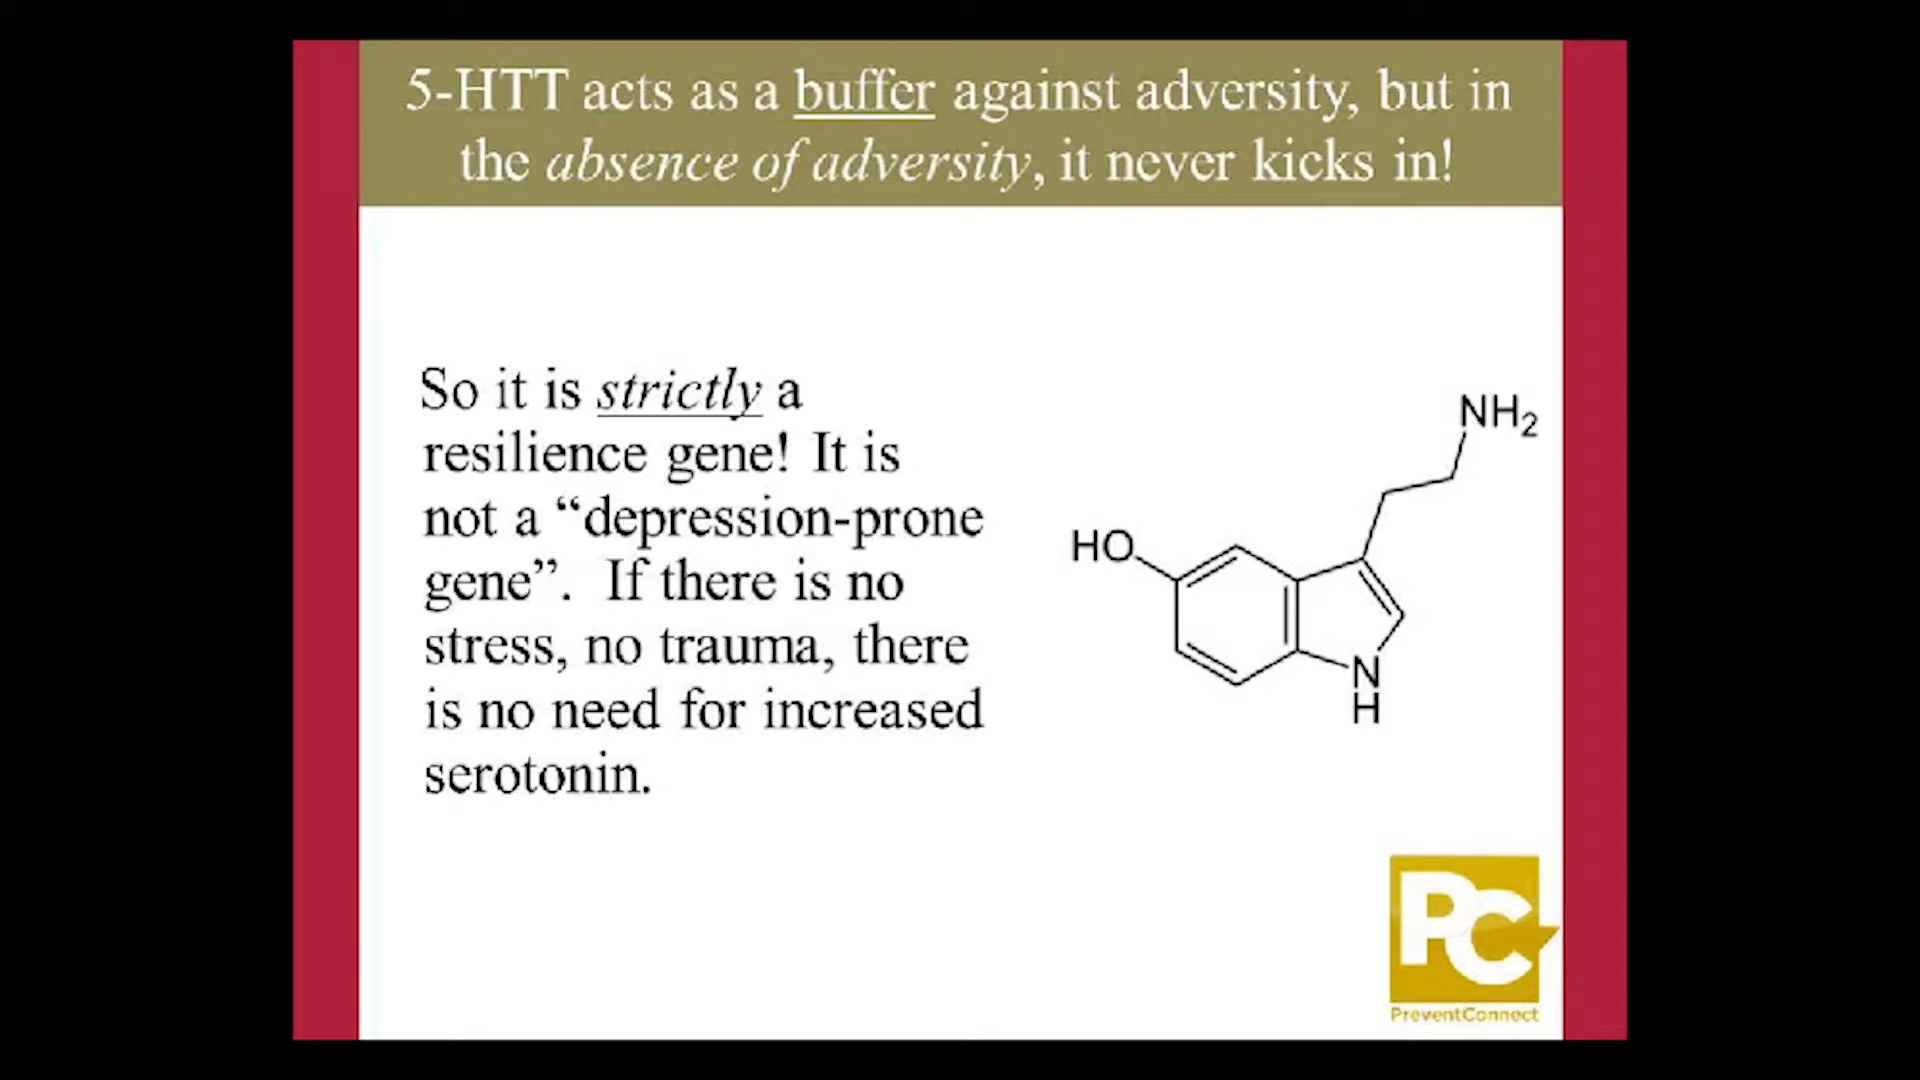 5-HTT acts as a buffer against adversity, but in
the absence of adversity, it never kicks in!
So it is strictly a
resilience gene! It is
not a “depression-prone
gene”. If there is no
stress, no trauma, there
is no need for increased
serotonin.
NH2
HO
N
H
PC
PreventConnect